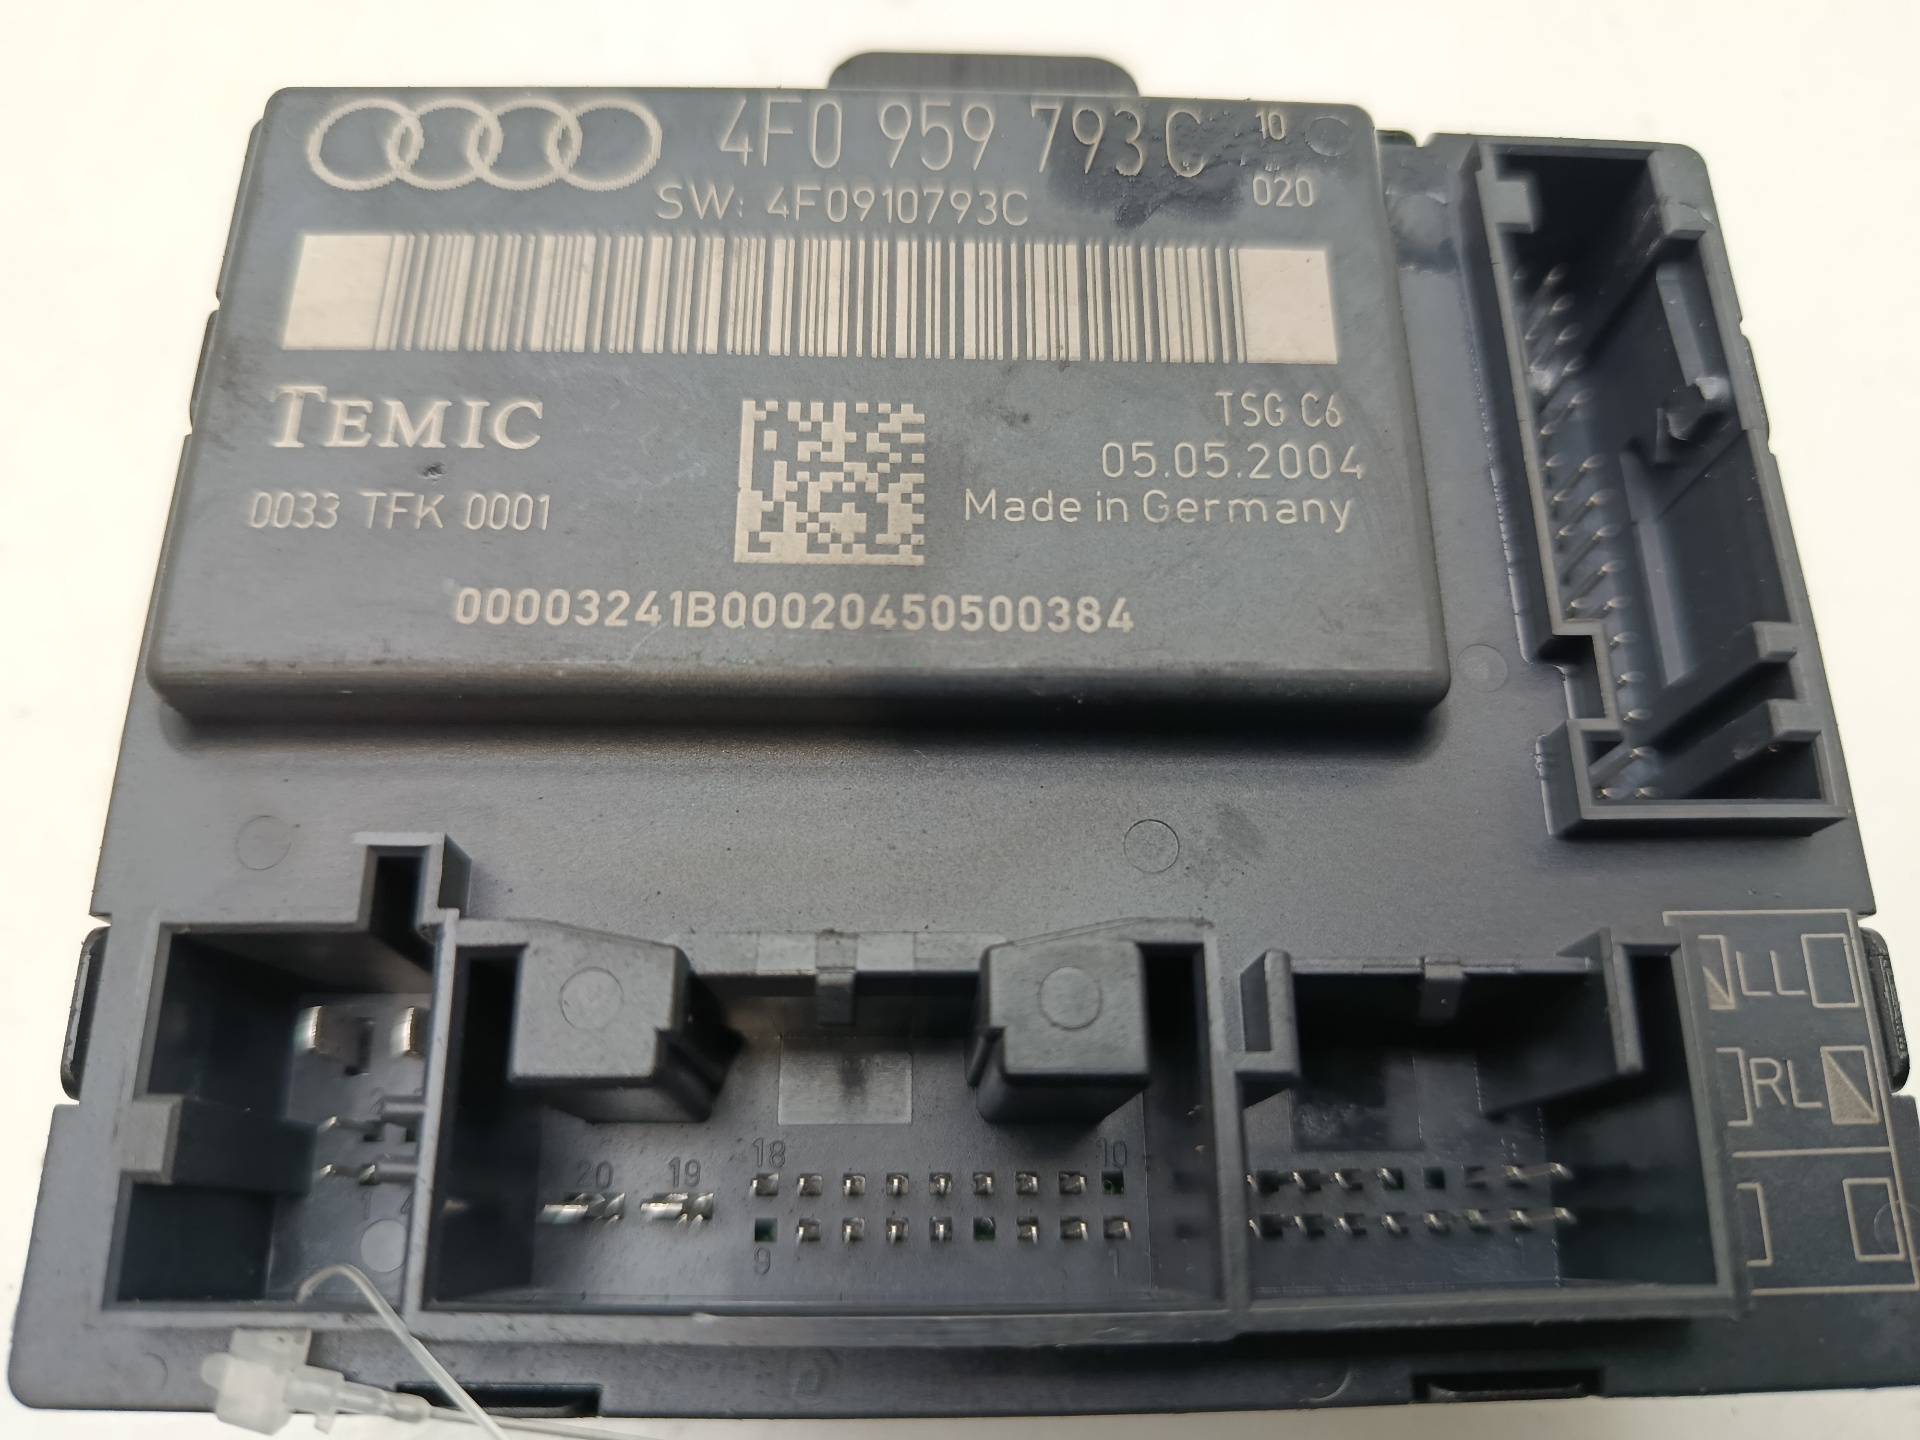 4F0 959 793 C 10
SW: 4F0910793C 020
TEMIC
TSG C6
05.05.2004
0033 TFK 0001
Made in Germany
00003241B00020450500384
LL
RL
20 19 18 10
9 1